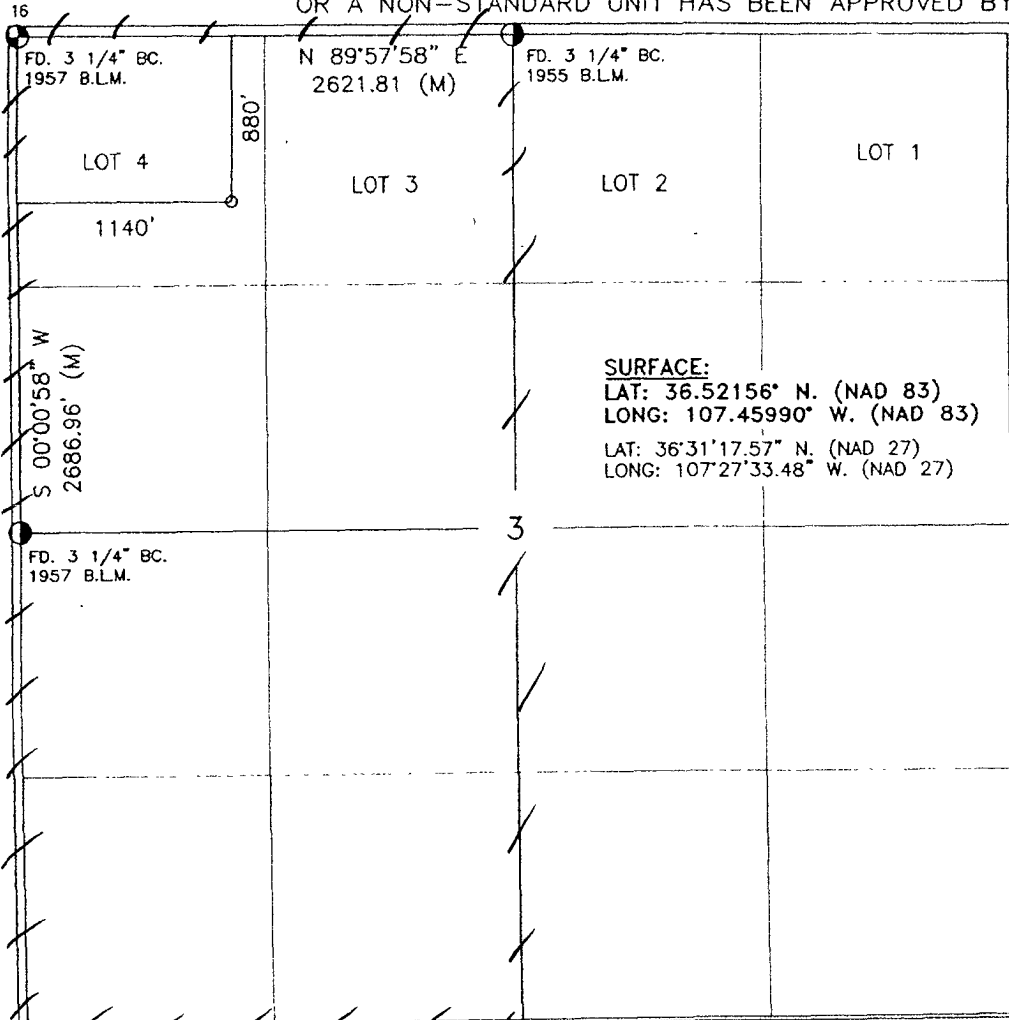 16
OR A NON-STANDARD UNIT HAS BEEN APPROVED BY
FD. 3 1/4" BC.
1957 B.L.M.
N 89°57'58" E
2621.81 (M)
FD. 3 1/4" BC.
1955 B.L.M.
880'
LOT 4
LOT 3
LOT 2
LOT 1
1140'
S 00°00'58" W
2686.96' (M)
SURFACE:
LAT: 36.52156° N. (NAD 83)
LONG: 107.45990° W. (NAD 83)
LAT: 36°31'17.57" N. (NAD 27)
LONG: 107°27'33.48" W. (NAD 27)
3
FD. 3 1/4" BC.
1957 B.L.M.